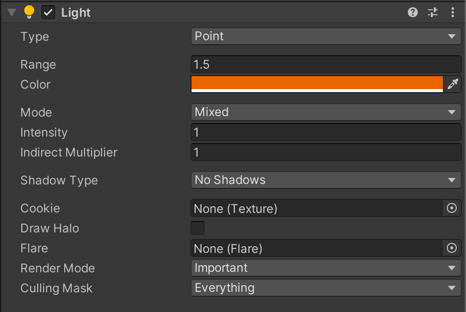 Light
Type Point
Range 1.5
Color
Mode Mixed
Intensity 1
Indirect Multiplier 1
Shadow Type No Shadows
Cookie None (Texture)
Draw Halo
Flare None (Flare)
Render Mode Important
Culling Mask Everything